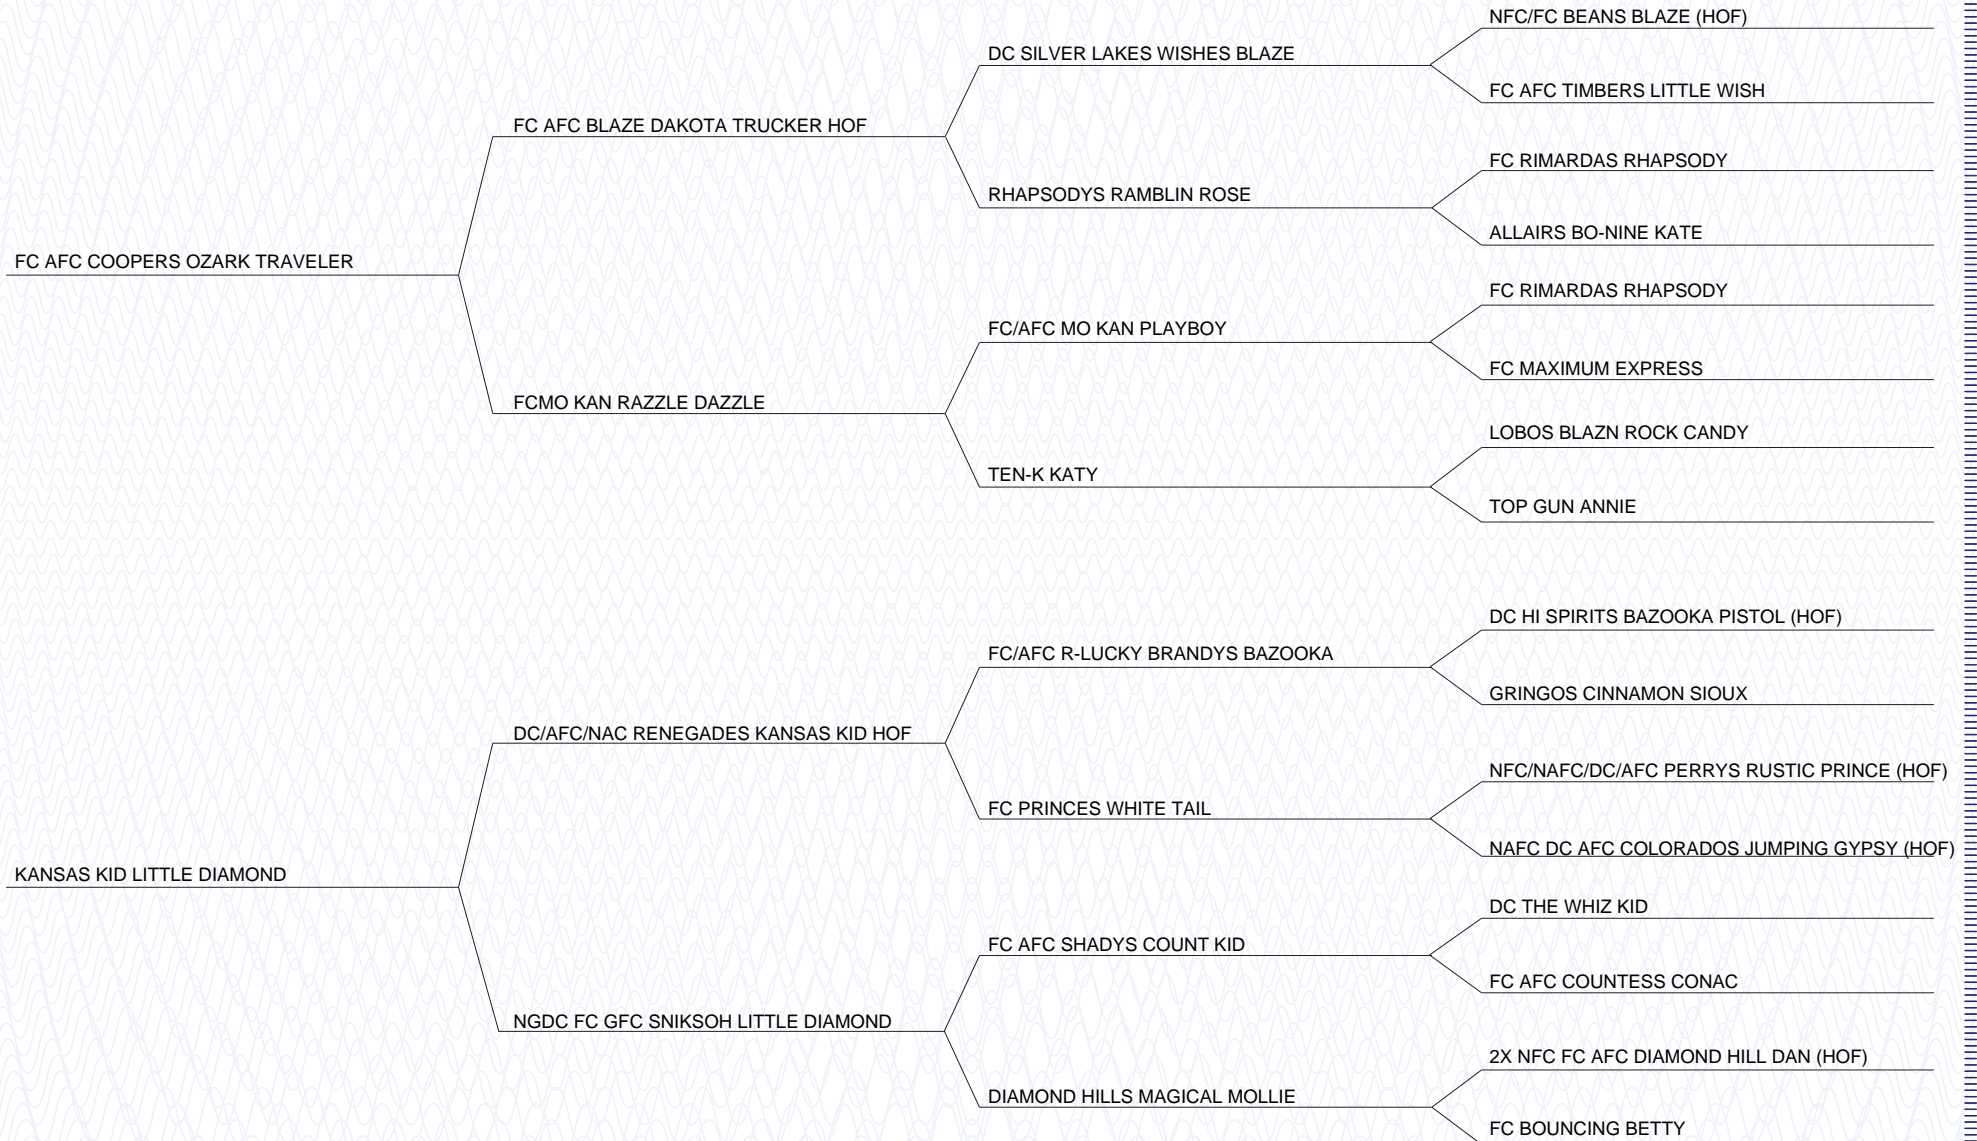 NFC/FC BEANS BLAZE (HOF)
DC SILVER LAKES WISHES BLAZE
FC AFC TIMBERS LITTLE WISH
FC AFC BLAZE DAKOTA TRUCKER HOF
FC RIMARDAS RHAPSODY
RHAPSODYS RAMBLIN ROSE
ALLAIRS BO-NINE KATE
FC AFC COOPERS OZARK TRAVELER
FC RIMARDAS RHAPSODY
FC/AFC MO KAN PLAYBOY
FC MAXIMUM EXPRESS
FCMO KAN RAZZLE DAZZLE
LOBOS BLAZN ROCK CANDY
TEN-K KATY
TOP GUN ANNIE
DC HI SPIRITS BAZOOKA PISTOL (HOF)
FC/AFC R-LUCKY BRANDYS BAZOOKA
GRINGOS CINNAMON SIOUX
DC/AFC/NAC RENEGADES KANSAS KID HOF
NFC/NAFC/DC/AFC PERRYS RUSTIC PRINCE (HOF)
FC PRINCES WHITE TAIL
NAFC DC AFC COLORADOS JUMPING GYPSY (HOF)
KANSAS KID LITTLE DIAMOND
DC THE WHIZ KID
FC AFC SHADYS COUNT KID
FC AFC COUNTESS CONAC
NGDC FC GFC SNIKSOH LITTLE DIAMOND
2X NFC FC AFC DIAMOND HILL DAN (HOF)
DIAMOND HILLS MAGICAL MOLLIE
FC BOUNCING BETTY